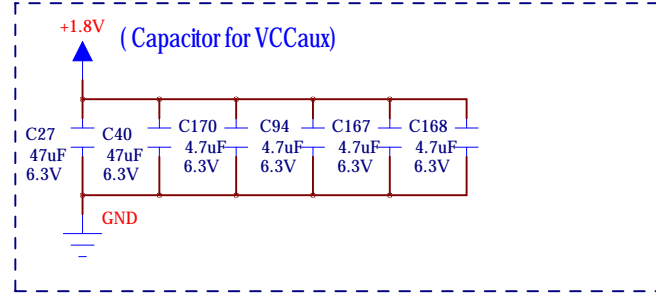 +1.8V
( Capacitor for VCCaux)
C27
47uF
6.3V
C40
47uF
6.3V
C170
4.7uF
6.3V
C94
4.7uF
6.3V
C167
4.7uF
6.3V
C168
4.7uF
6.3V
GND